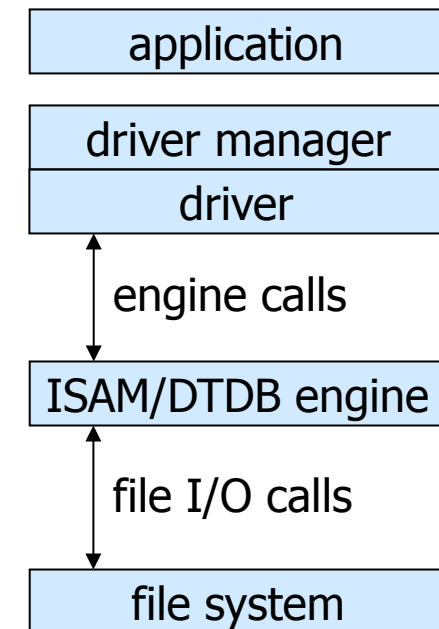 application
driver manager
driver
engine calls
ISAM/DTDB engine
file I/O calls
file system